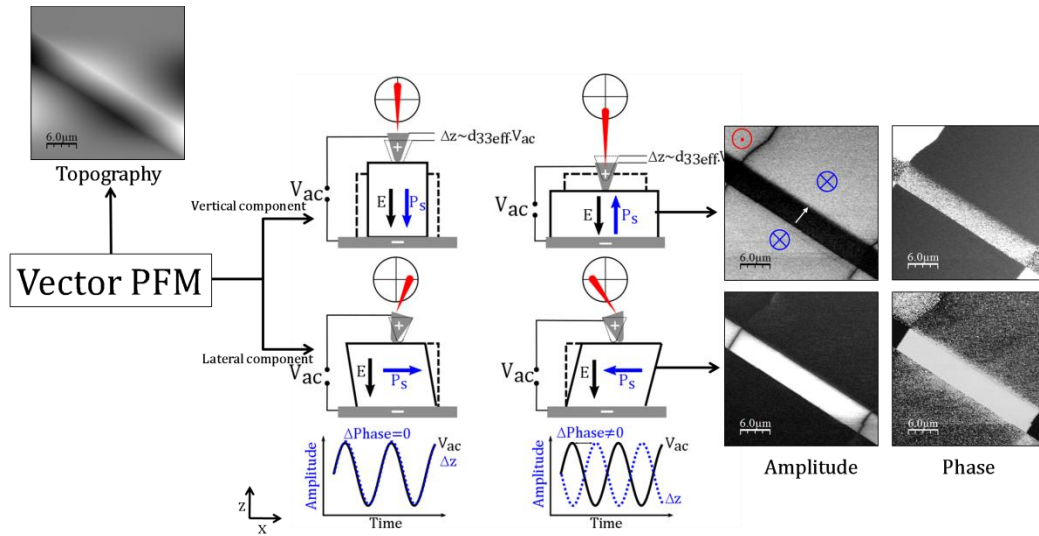 6.0μm
Topography
Vector PFM
Vertical component
Lateral component
Vac
+
Δz~d33eff.Vac
E
Ps
−
Vac
+
Δz~d33eff.V
E
Ps
−
Vac
+
E
Ps
−
Vac
+
E
Ps
−
ΔPhase=0
Vac
Δz
Amplitude
Time
ΔPhase≠0
Vac
Δz
Amplitude
Time
Z
X
6.0μm
6.0μm
6.0μm
6.0μm
Amplitude
Phase